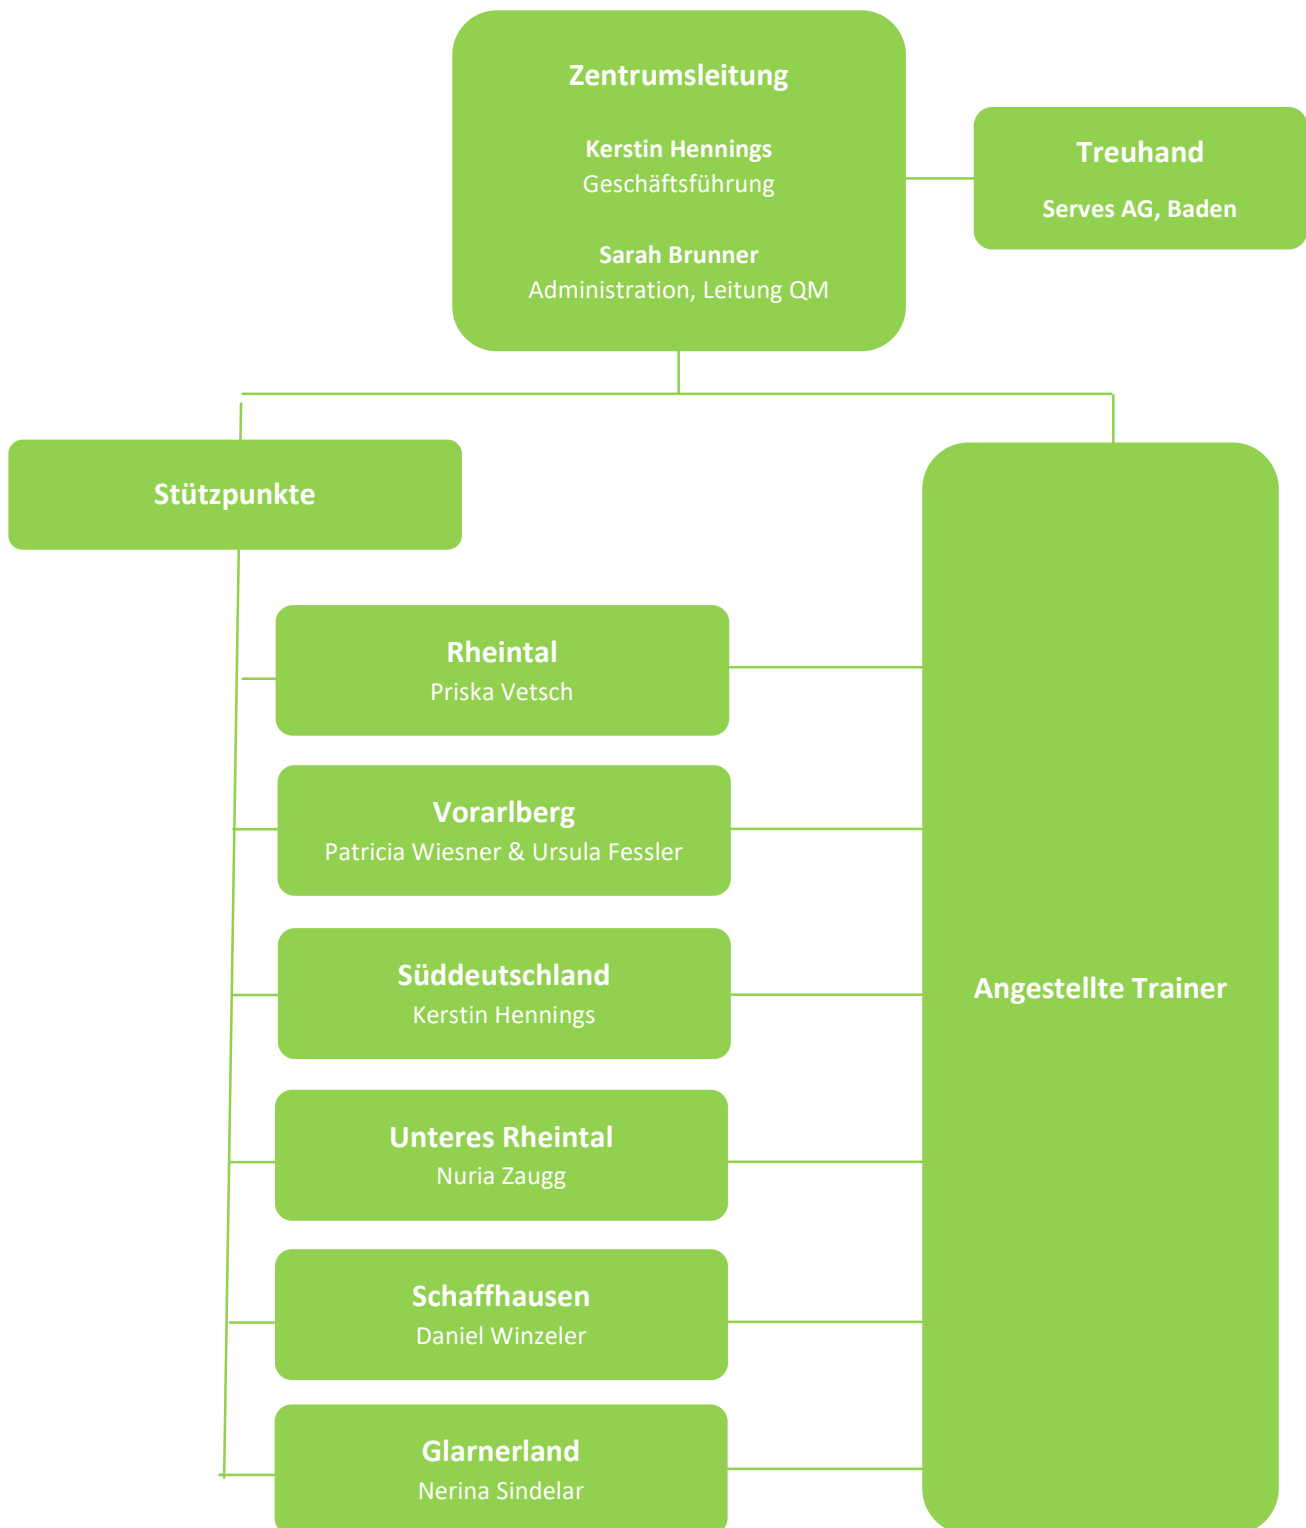 Zentrumsleitung
Kerstin Hennings
Geschäftsführung
Sarah Brunner
Administration, Leitung QM
Treuhand
Serves AG, Baden
Stützpunkte
Rheintal
Priska Vetsch
Vorarlberg
Patricia Wiesner & Ursula Fessler
Süddeutschland
Kerstin Hennings
Unteres Rheintal
Nuria Zaugg
Schaffhausen
Daniel Winzeler
Glarnerland
Nerina Sindelar
Angestellte Trainer